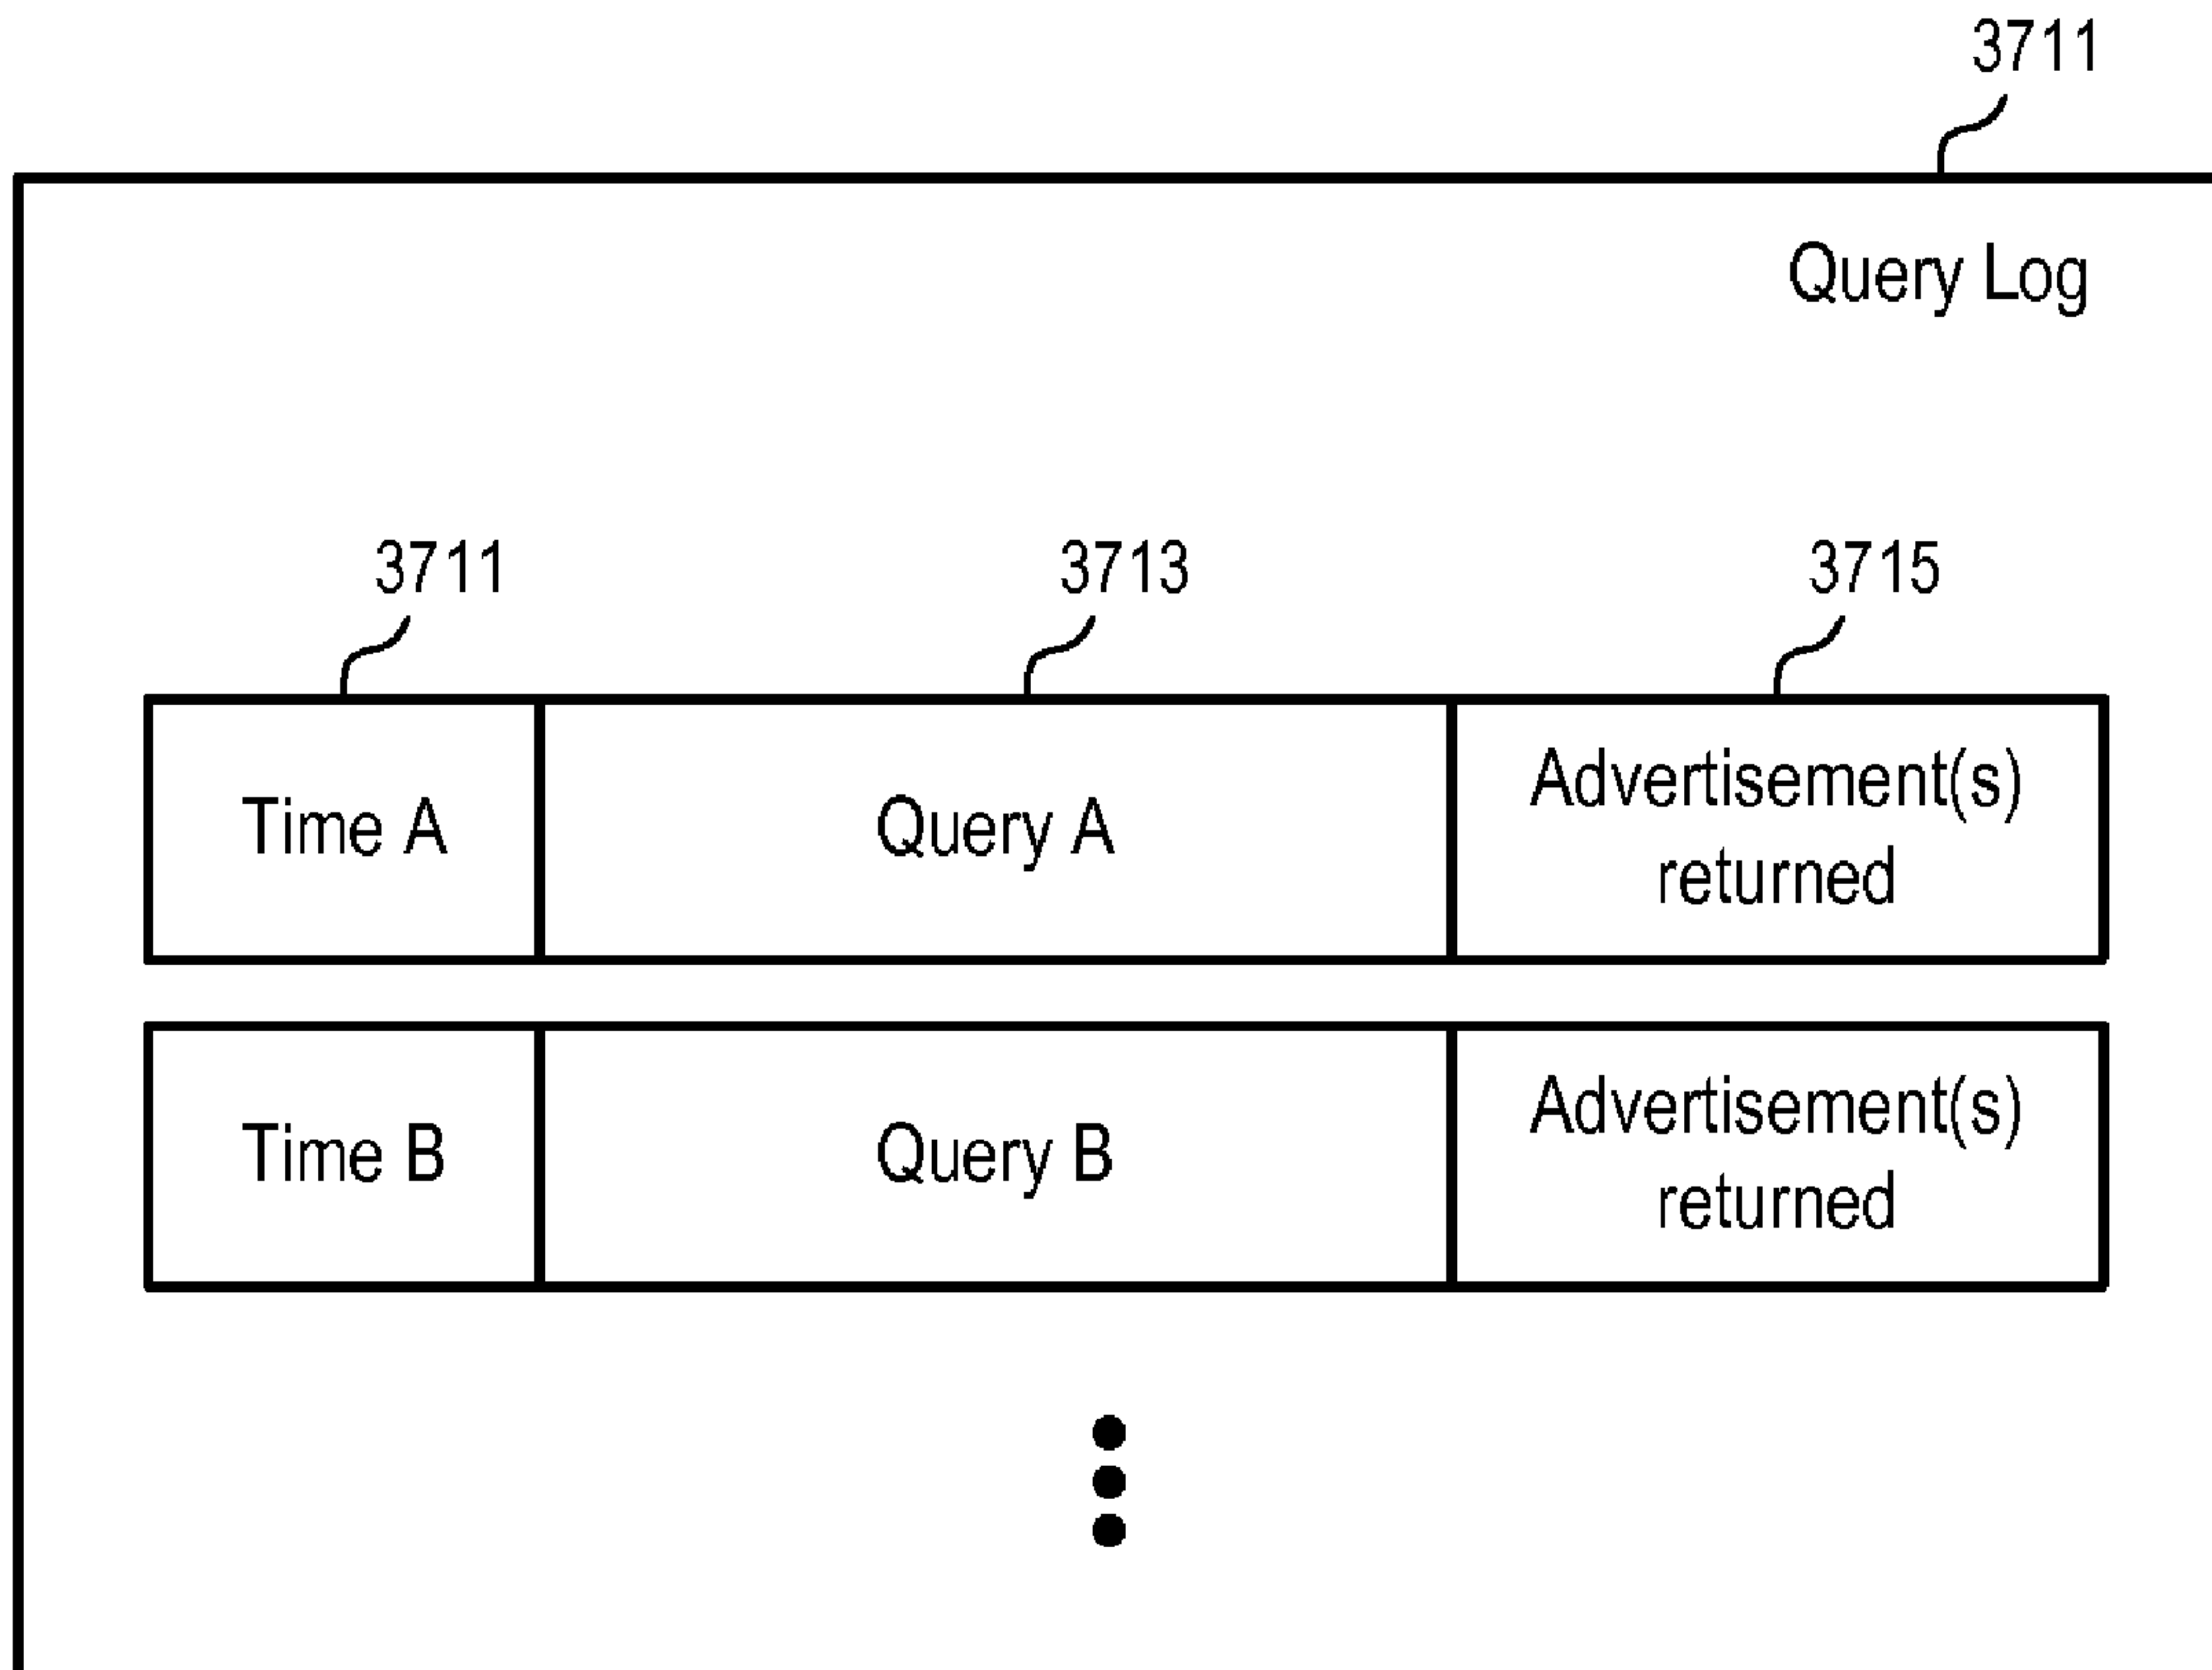 3711
Query Log
3711 3713 3715
Time A Query A Advertisement(s)
returned
Time B Query B Advertisement(s)
returned